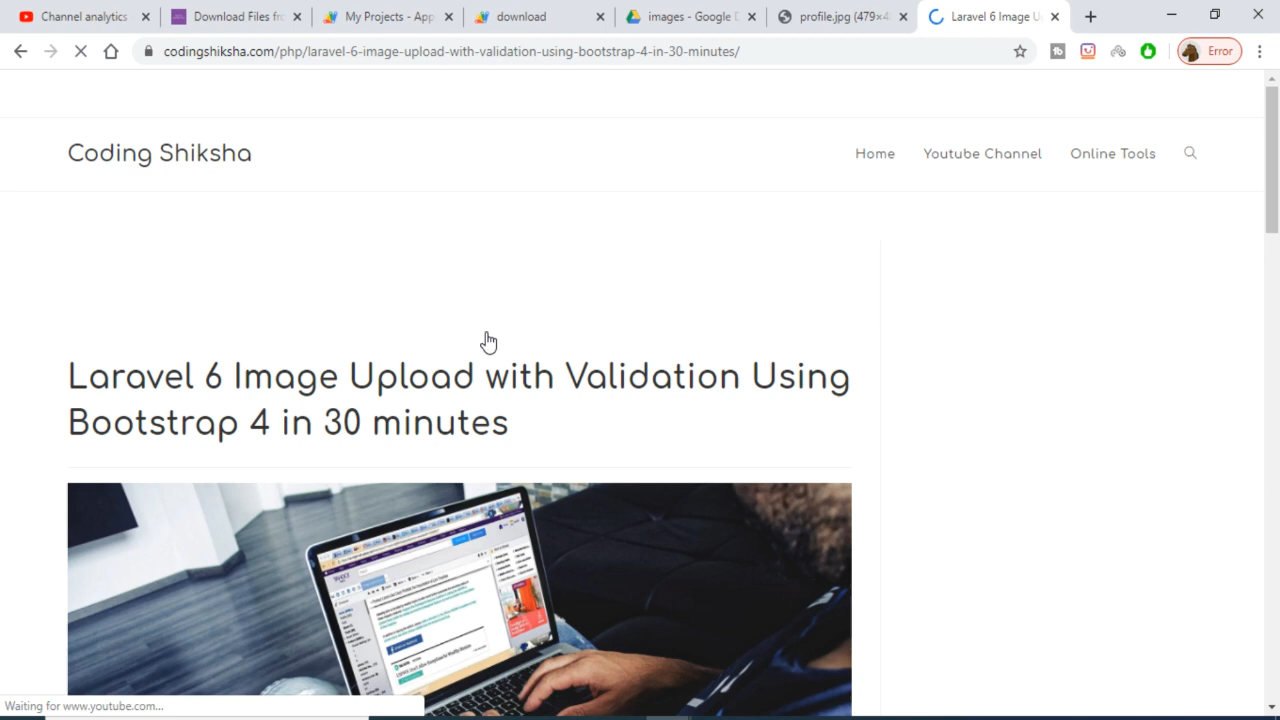 Channel analytics
Download Files fr
My Projects - App
download
images - Google D
profile.jpg (479×4
Laravel 6 Image U
codingshiksha.com/php/laravel-6-image-upload-with-validation-using-bootstrap-4-in-30-minutes/
Error
Coding Shiksha
Home
Youtube Channel
Online Tools
Laravel 6 Image Upload with Validation Using
Bootstrap 4 in 30 minutes
YAHOO!
Waiting for www.youtube.com...